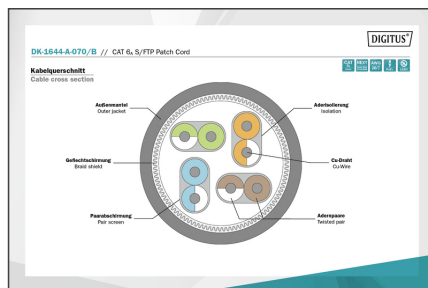 DIGITUS®
DK-1644-A-070/B // CAT 6A S/FTP Patch Cord
Kabelquerschnitt
Cable cross section
Außenmantel
Outer jacket
Aderisolierung
Isolation
Geflechtschirmung
Braid shield
Cu-Draht
Cu-Wire
Paarabschirmung
Pair screen
Adernpaare
Twisted pair